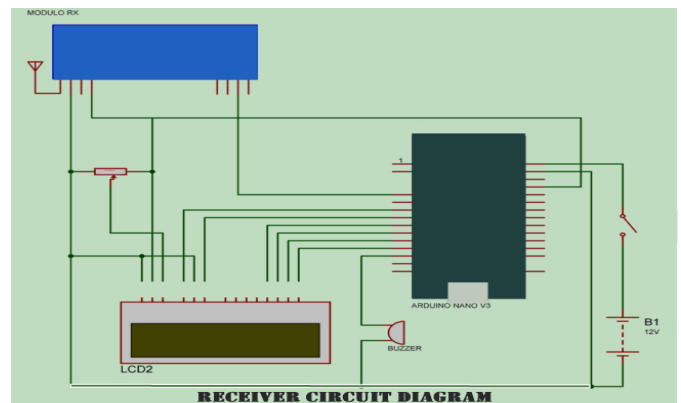 MODULO RX
1
ARDUINO NANO V3
B1
12V
BUZZER
LCD2
RECEIVER CIRCUIT DIAGRAM